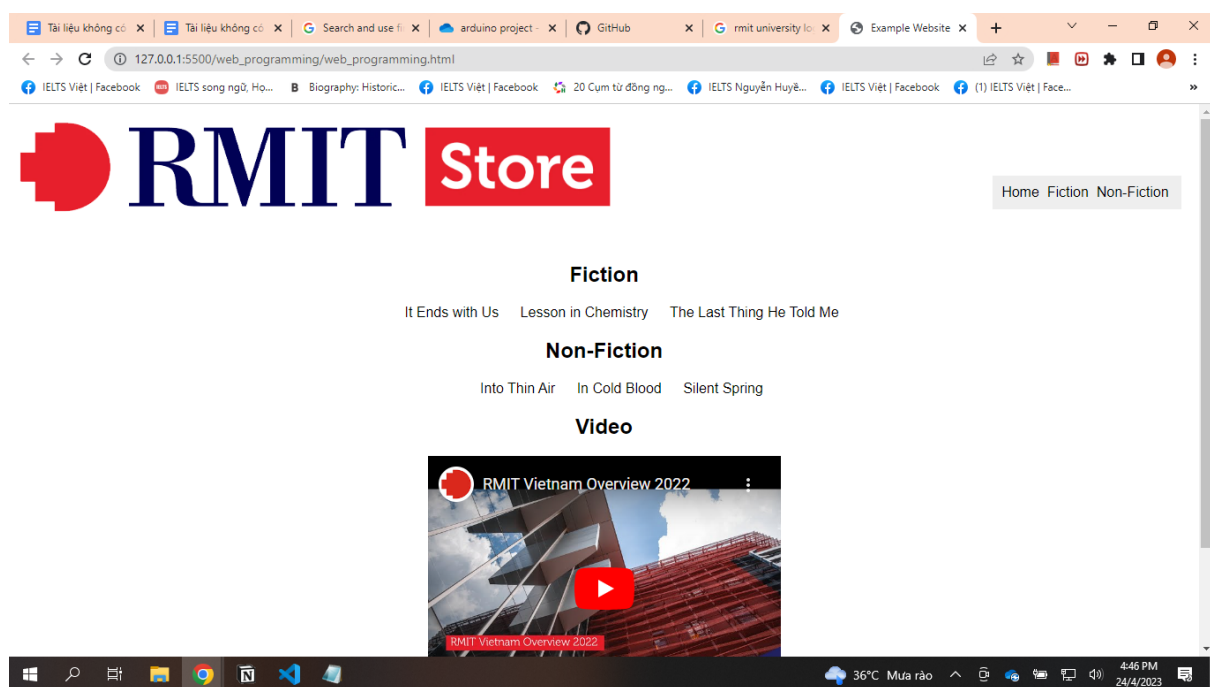 Tài liệu không có
Tài liệu không có
Search and use fi
arduino project -
GitHub
rmit university lo
Example Website
127.0.0.1:5500/web_programming/web_programming.html
IELTS Việt | Facebook
IELTS song ngữ, Họ...
B Biography: Historic...
IELTS Việt | Facebook
20 Cụm từ đồng ng...
IELTS Nguyễn Huyề...
IELTS Việt | Facebook
(1) IELTS Việt | Face...
»
RMIT Store
Home Fiction Non-Fiction
Fiction
It Ends with Us Lesson in Chemistry The Last Thing He Told Me
Non-Fiction
Into Thin Air In Cold Blood Silent Spring
Video
RMIT Vietnam Overview 2022
RMIT Vietnam Overview 2022
36°C Mưa rào
4:46 PM
24/4/2023